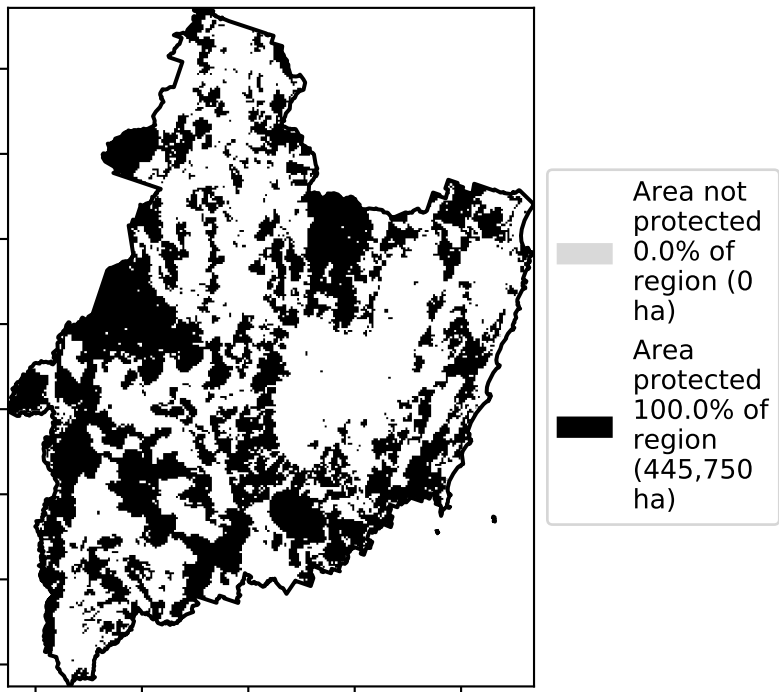 Area not
protected
0.0% of
region (0
ha)
Area
protected
100.0% of
region
(445,750
ha)